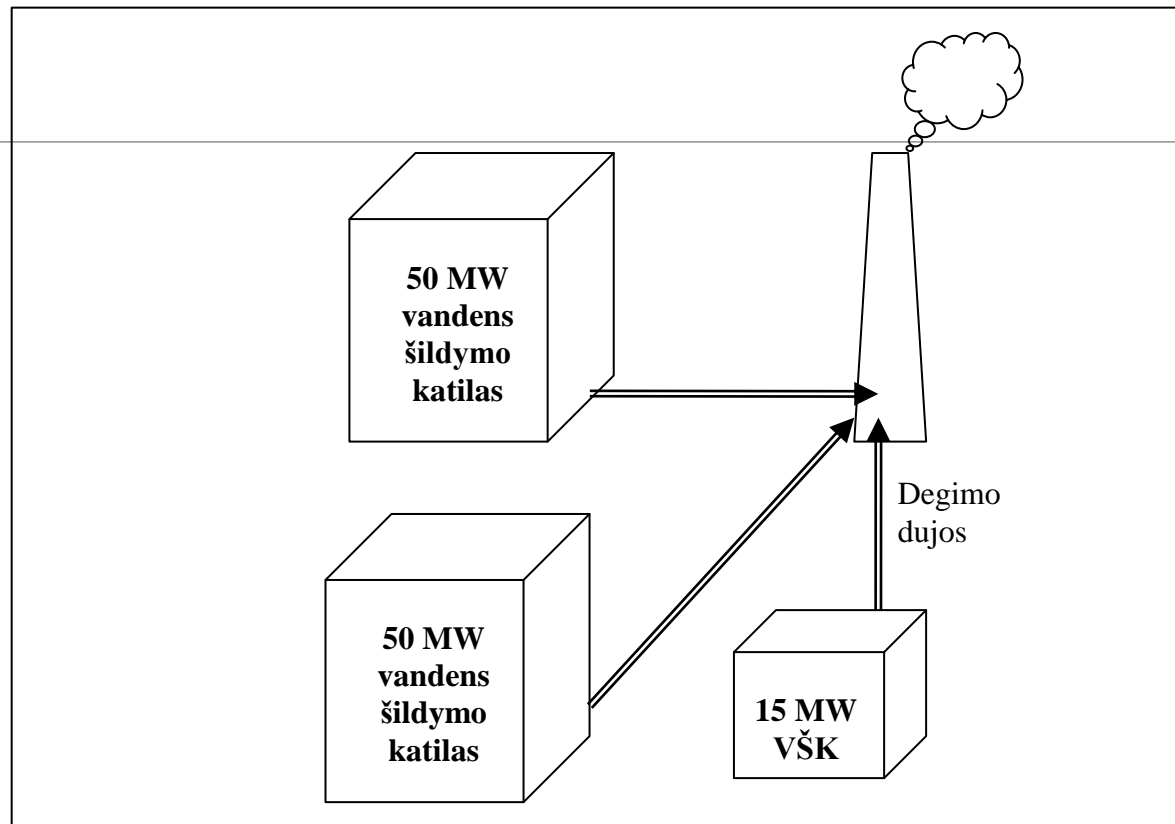 50 MW
vandens
šildymo
katilas
Degimo
dujos
50 MW
vandens
šildymo
katilas
15 MW
VŠK